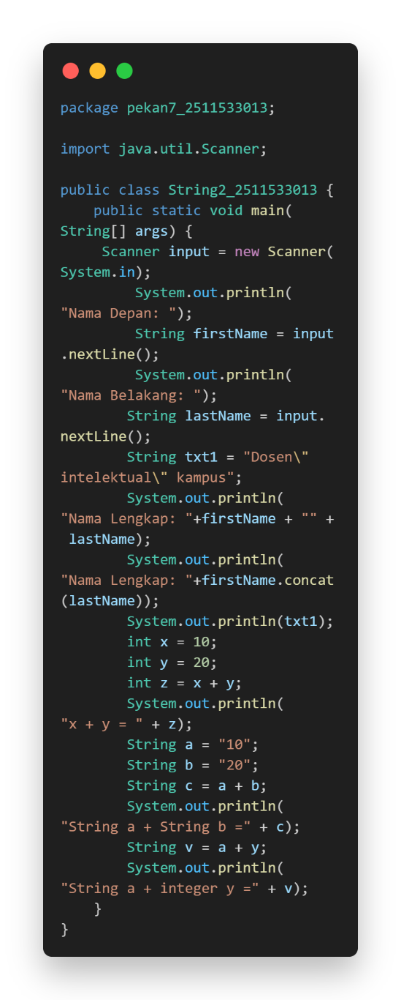 package pekan7_2511533013;
import java.util.Scanner;
public class String2_2511533013 {
public static void main(
String[] args) {
Scanner input = new Scanner(
System.in);
System.out.println(
"Nama Depan: ");
String firstName = input
.nextLine();
System.out.println(
"Nama Belakang: ");
String lastName = input.
nextLine();
String txt1 = "Dosen\"
intelektual\" kampus";
System.out.println(
"Nama Lengkap: "+firstName + "" +
lastName);
System.out.println(
"Nama Lengkap: "+firstName.concat
(lastName));
System.out.println(txt1);
int x = 10;
int y = 20;
int z = x + y;
System.out.println(
"x + y = " + z);
String a = "10";
String b = "20";
String c = a + b;
System.out.println(
"String a + String b =" + c);
String v = a + y;
System.out.println(
"String a + integer y =" + v);
}
}